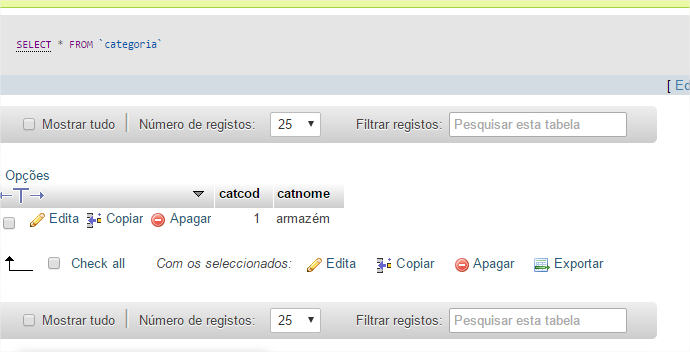 SELECT * FROM `categoria`
[ Ed
Mostrar tudo Número de registos: 25 Filtrar registos: Pesquisar esta tabela
Opções
catcod catnome
Edita Copiar Apagar 1 armazém
Check all Com os seleccionados: Edita Copiar Apagar Exportar
Mostrar tudo Número de registos: 25 Filtrar registos: Pesquisar esta tabela